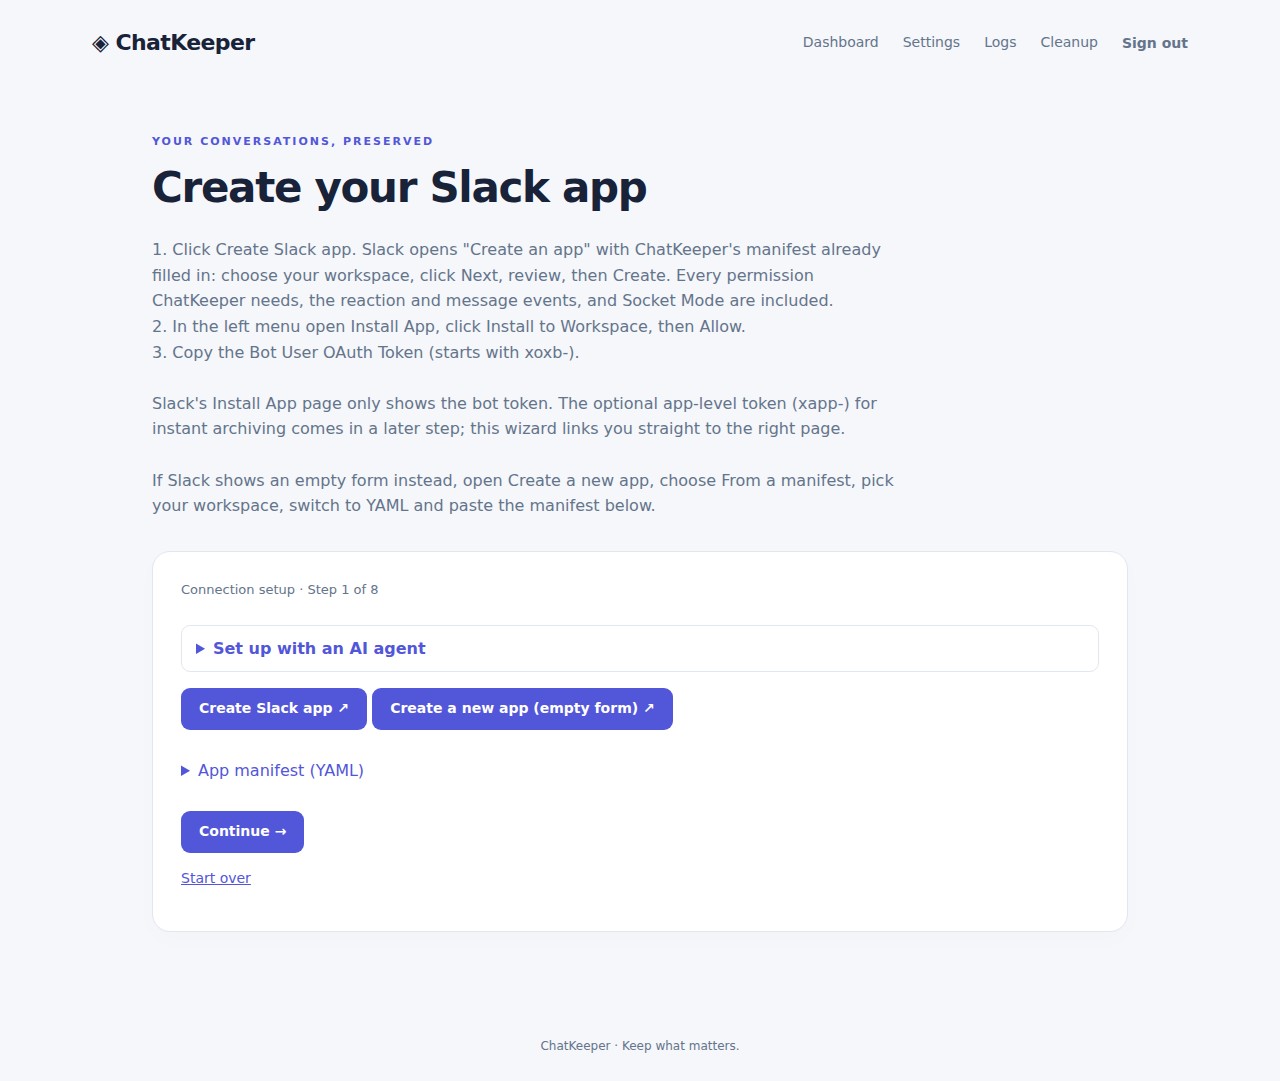 ◈ ChatKeeper
Dashboard Settings Logs Cleanup Sign out
YOUR CONVERSATIONS, PRESERVED
Create your Slack app
1. Click Create Slack app. Slack opens "Create an app" with ChatKeeper's manifest already
filled in: choose your workspace, click Next, review, then Create. Every permission
ChatKeeper needs, the reaction and message events, and Socket Mode are included.
2. In the left menu open Install App, click Install to Workspace, then Allow.
3. Copy the Bot User OAuth Token (starts with xoxb-).
Slack's Install App page only shows the bot token. The optional app-level token (xapp-) for
instant archiving comes in a later step; this wizard links you straight to the right page.
If Slack shows an empty form instead, open Create a new app, choose From a manifest, pick
your workspace, switch to YAML and paste the manifest below.
Connection setup · Step 1 of 8
▶ Set up with an AI agent
Create Slack app ↗ Create a new app (empty form) ↗
▶ App manifest (YAML)
Continue →
Start over
ChatKeeper · Keep what matters.